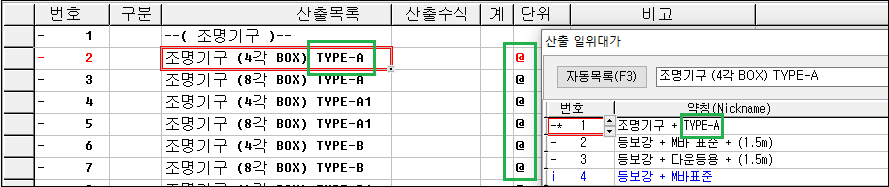 번호 구분 산출목록 산출수식 계 단위 비고
- 1 --( 조명기구 )--
- 2 조명기구 (4각 BOX) TYPE-A @
- 3 조명기구 (8각 BOX) TYPE-A @
- 4 조명기구 (4각 BOX) TYPE-A1 @
- 5 조명기구 (8각 BOX) TYPE-A1 @
- 6 조명기구 (4각 BOX) TYPE-B @
- 7 조명기구 (8각 BOX) TYPE-B @
산출 일위대가
자동목록(F3) 조명기구 (4각 BOX) TYPE-A
번호 약칭(Nickname)
-* 1 조명기구 + TYPE-A
- 2 등보강 + M바 표준 + (1.5m)
- 3 등보강 + 다운등용 + (1.5m)
i 4 등보강 + M바표준